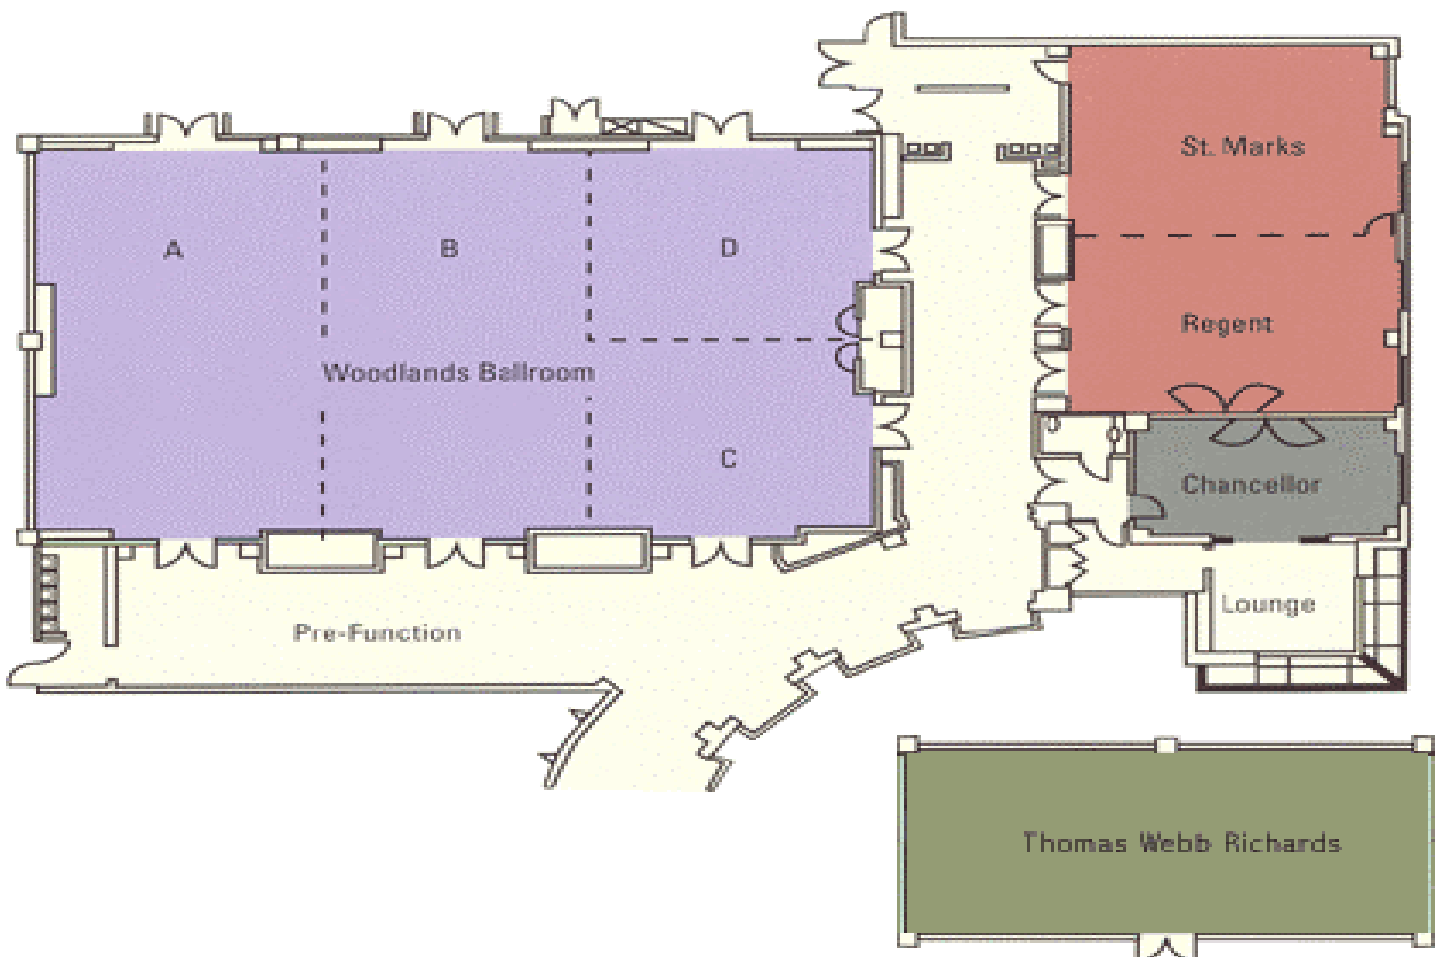 St. Marks
A
B
D
Regent
Woodlands Ballroom
C
Chancellor
Lounge
Pre-Function
Thomas Webb Richards